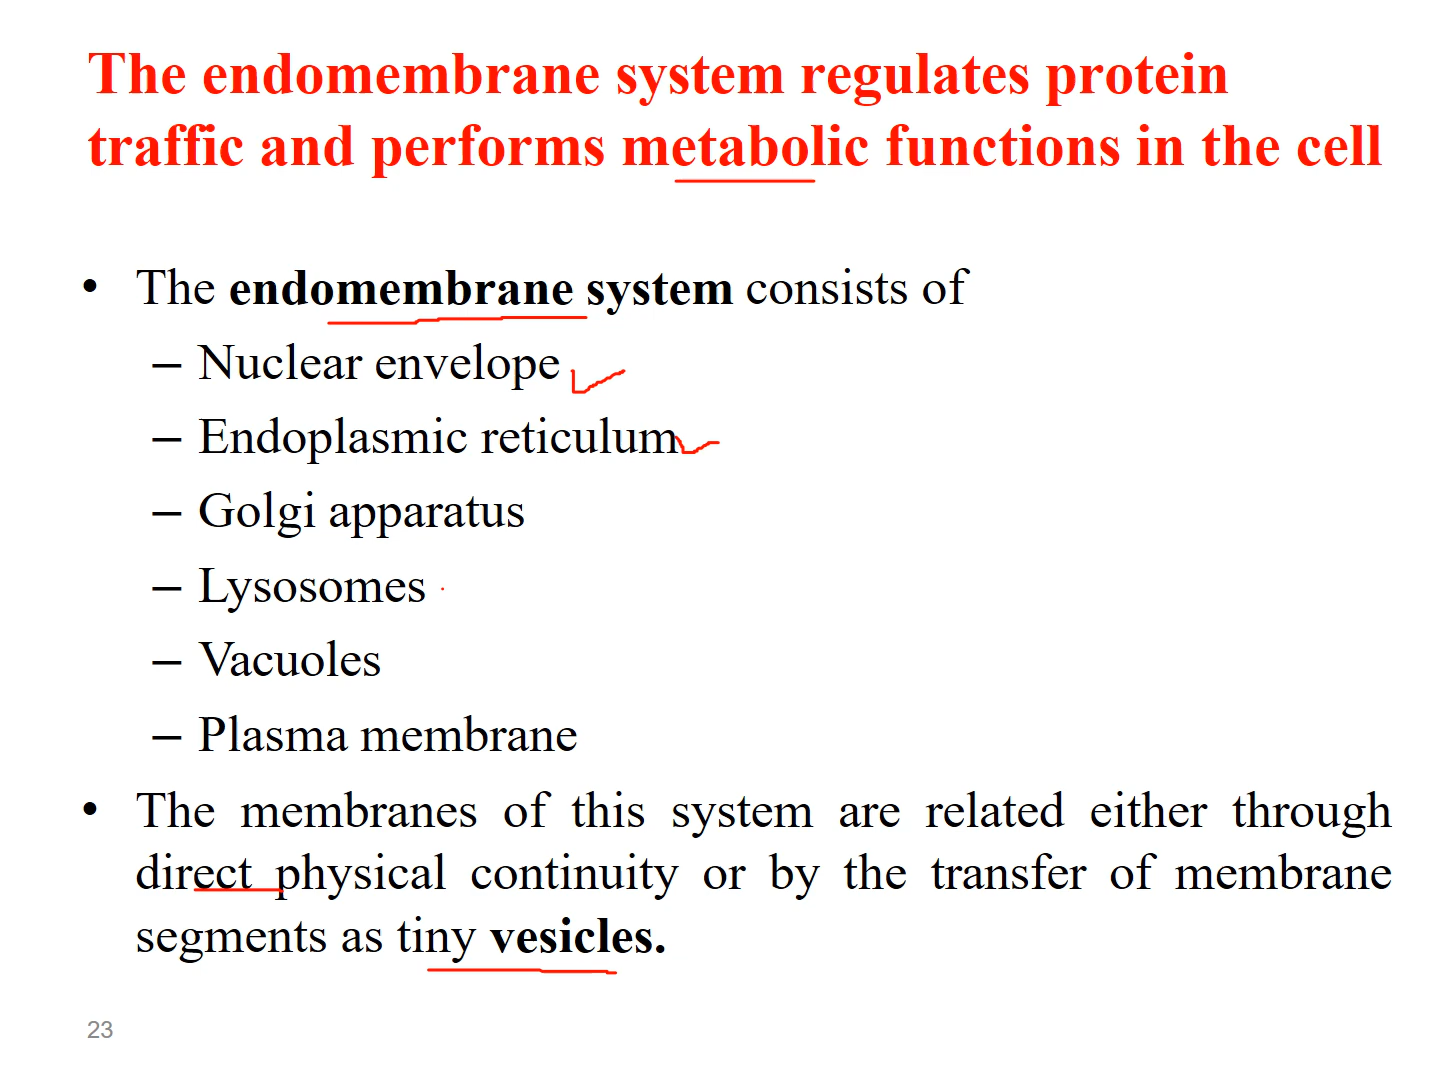 The endomembrane system regulates protein
traffic and performs metabolic functions in the cell
• The endomembrane system consists of
– Nuclear envelope
– Endoplasmic reticulum
– Golgi apparatus
– Lysosomes
– Vacuoles
– Plasma membrane
• The membranes of this system are related either through
direct physical continuity or by the transfer of membrane
segments as tiny vesicles.
23